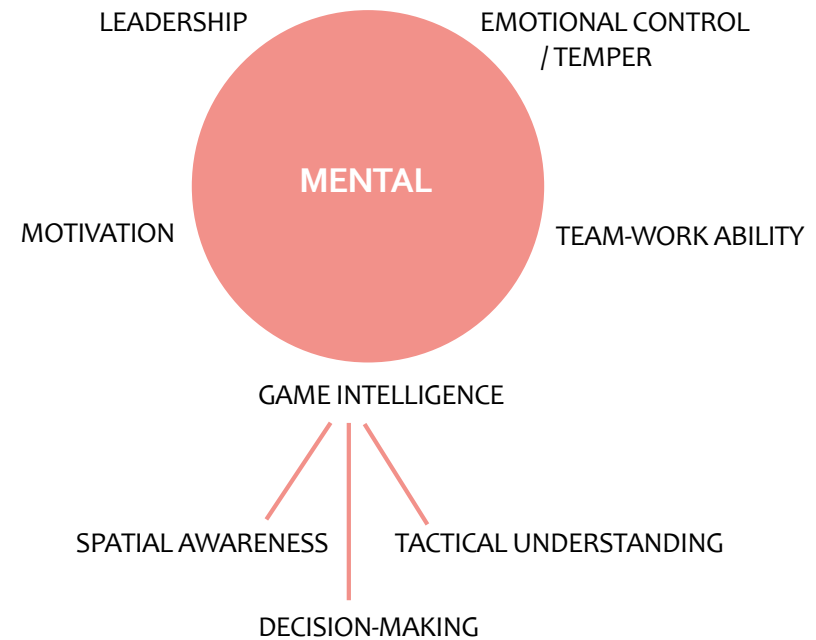 LEADERSHIP
EMOTIONAL CONTROL
/ TEMPER
MENTAL
MOTIVATION
TEAM-WORK ABILITY
GAME INTELLIGENCE
SPATIAL AWARENESS
TACTICAL UNDERSTANDING
DECISION-MAKING